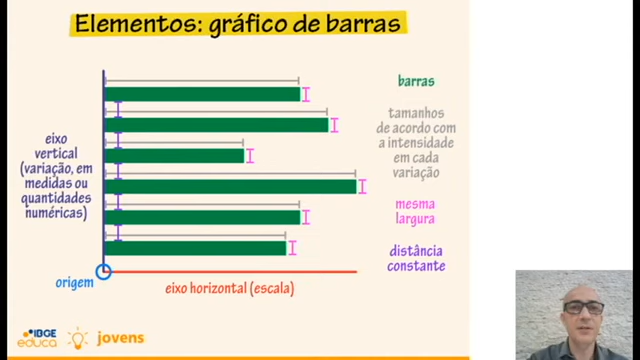 Elementos: gráfico de barras
barras
tamanhos
de acordo com
a intensidade
em cada
variação
eixo
vertical
(variação, em
medidas ou
quantidades
numéricas)
mesma
largura
distância
constante
origem
eixo horizontal (escala)
IBGE
educa
jovens